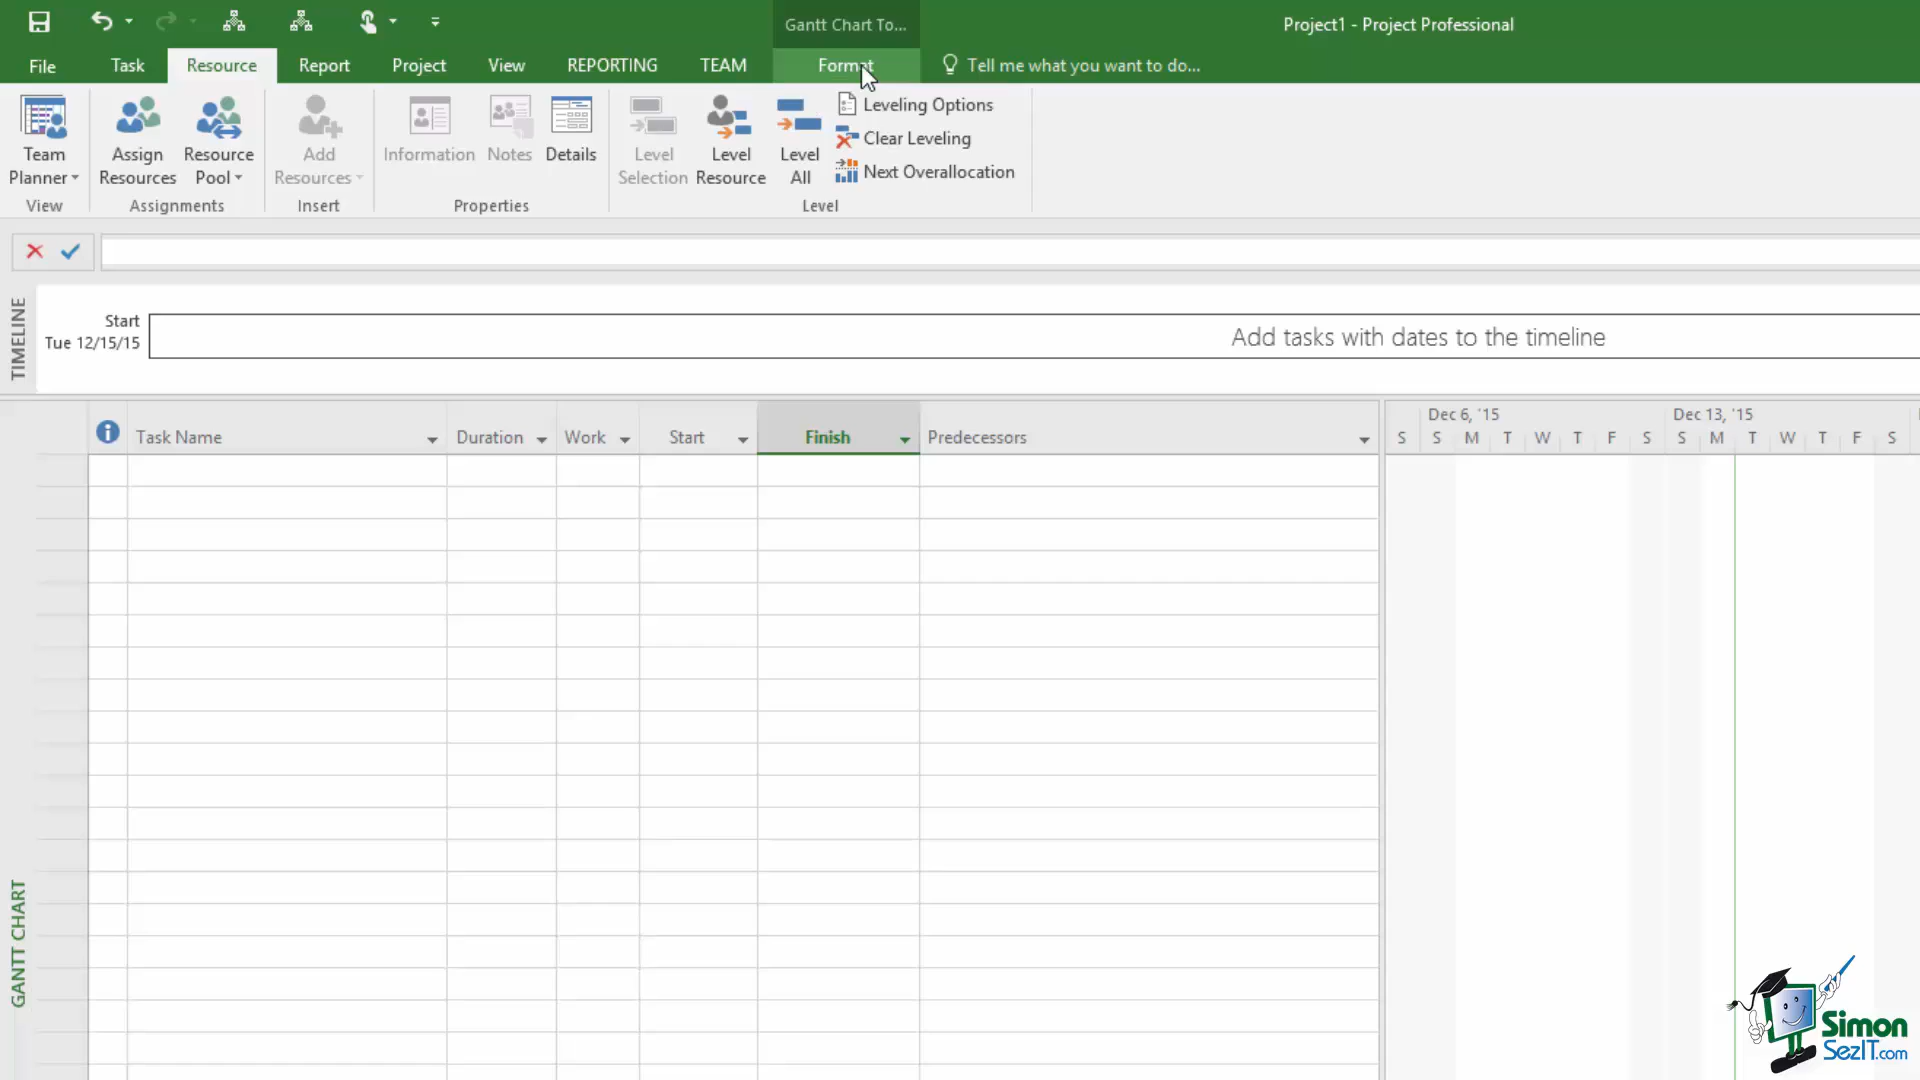 Gantt Chart To...
Project1 - Project Professional
File Task Resource Report Project View REPORTING TEAM Format Tell me what you want to do...
Team Planner
Assign Resources
Resource Pool
Add Resources
Information
Notes
Details
Level Selection
Level Resource
Level All
Leveling Options
Clear Leveling
Next Overallocation
View Assignments Insert Properties Level
TIMELINE
Start
Tue 12/15/15
Add tasks with dates to the timeline
Task Name Duration Work Start Finish Predecessors
Dec 6, '15 Dec 13, '15
S S M T W T F S S M T W T F S
GANTT CHART
Simon
SezIT.com